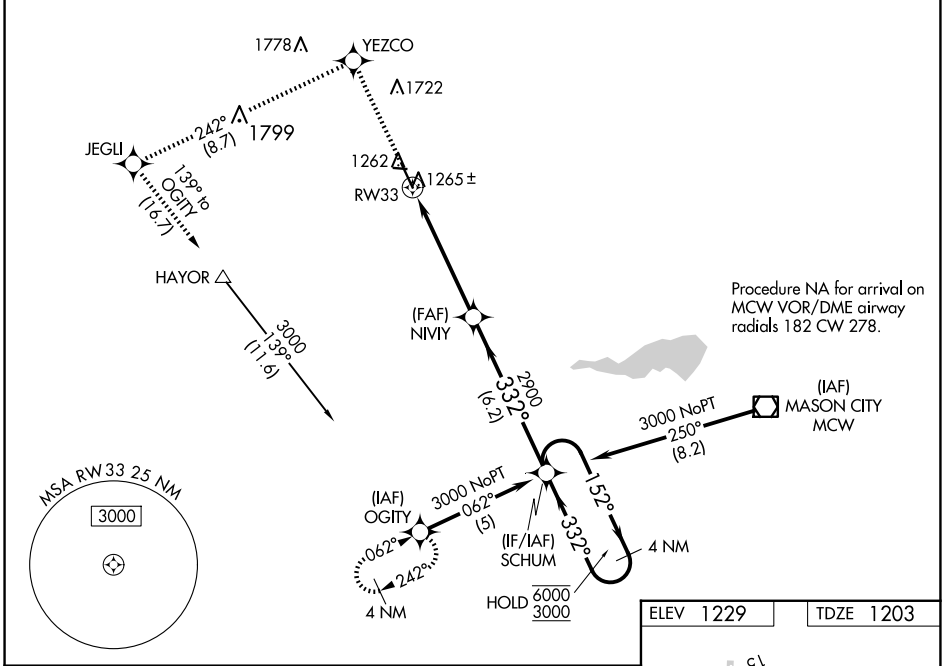 1778
YEZCO
1722
242°
(8.7)
1799
JEGLI
1262
1265 ±
RW33
139° to
OGITY
(16.7)
HAYOR
3000
139°
(11.6)
(FAF)
NIVIY
Procedure NA for arrival on
MCW VOR/DME airway
radials 182 CW 278.
2900
332°
(6.2)
(IAF)
MASON CITY
MCW
3000 NoPT
250°
(8.2)
MSA RW33 25 NM
3000
(IAF)
OGITY
3000 NoPT
062°
(5)
(IF/IAF)
SCHUM
152°
332°
4 NM
062°
242°
4 NM
HOLD 6000
3000
ELEV 1229
TDZE 1203